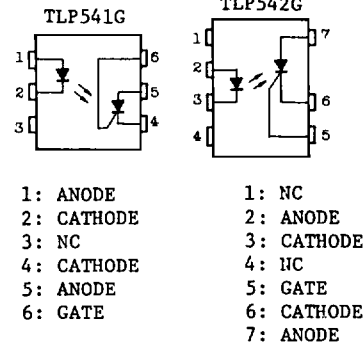 TLP541G
1
2
3
6
5
4
1: ANODE
2: CATHODE
3: NC
4: CATHODE
5: ANODE
6: GATE
TLP542G
1
2
3
4
7
6
5
1: NC
2: ANODE
3: CATHODE
4: NC
5: GATE
6: CATHODE
7: ANODE